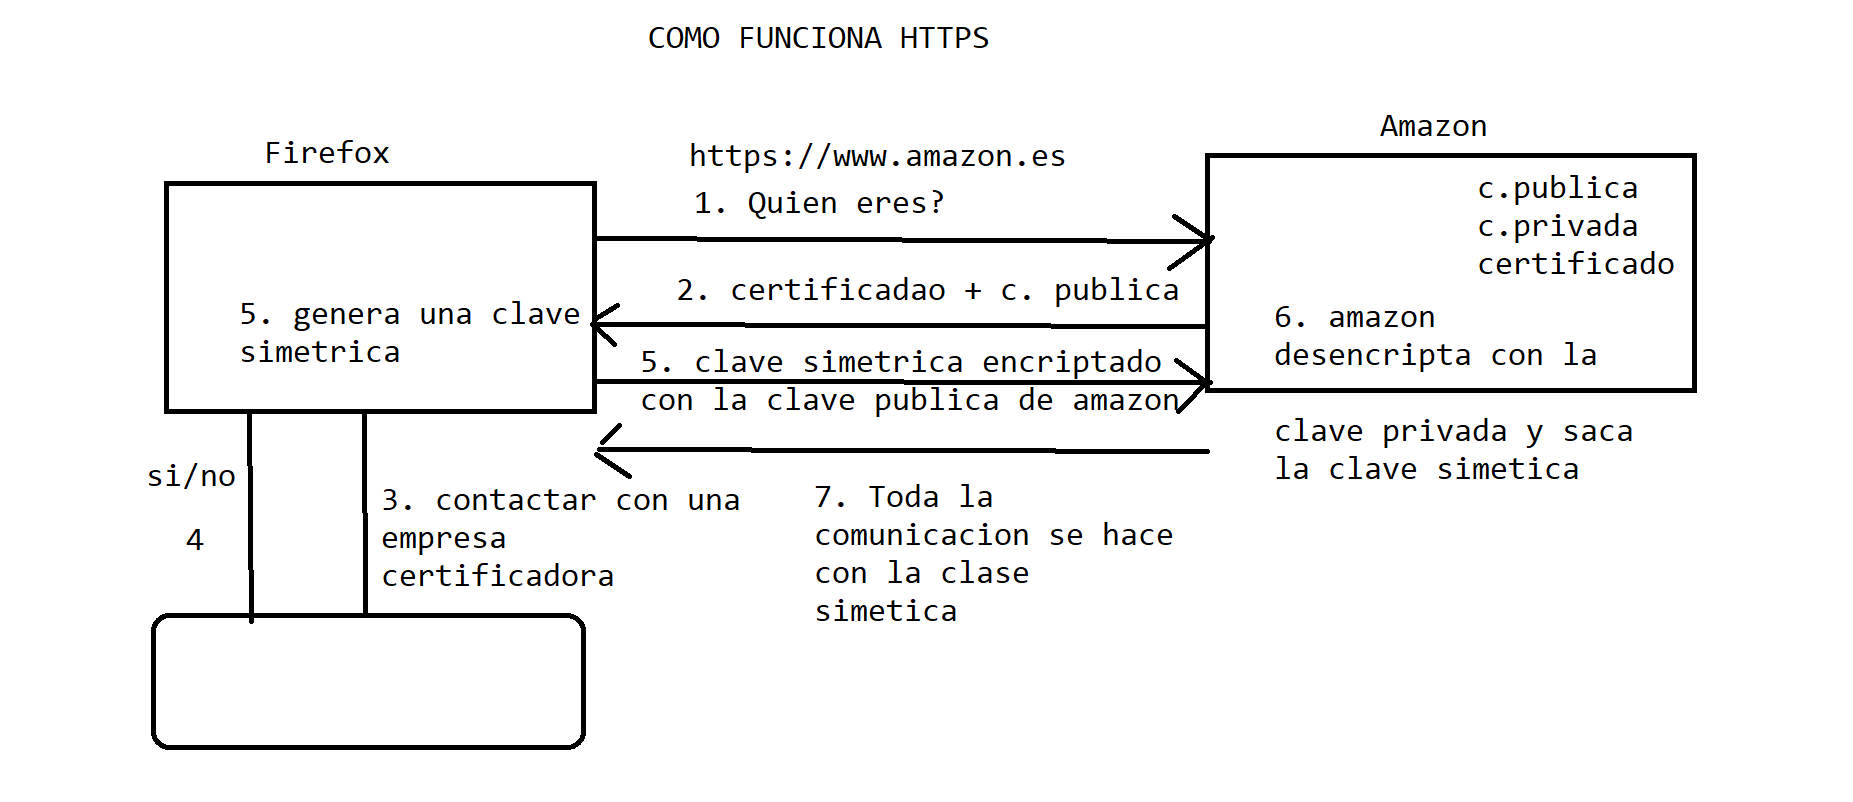 COMO FUNCIONA HTTPS
Amazon
Firefox
https://www.amazon.es
1. Quien eres?
c.publica
c.privada
certificado
2. certificadao + c. publica
5. genera una clave
simetrica
6. amazon
desencripta con la
5. clave simetrica encriptado
con la clave publica de amazon
clave privada y saca
la clave simetica
si/no
4
3. contactar con una
empresa
certificadora
7. Toda la
comunicacion se hace
con la clase
simetica